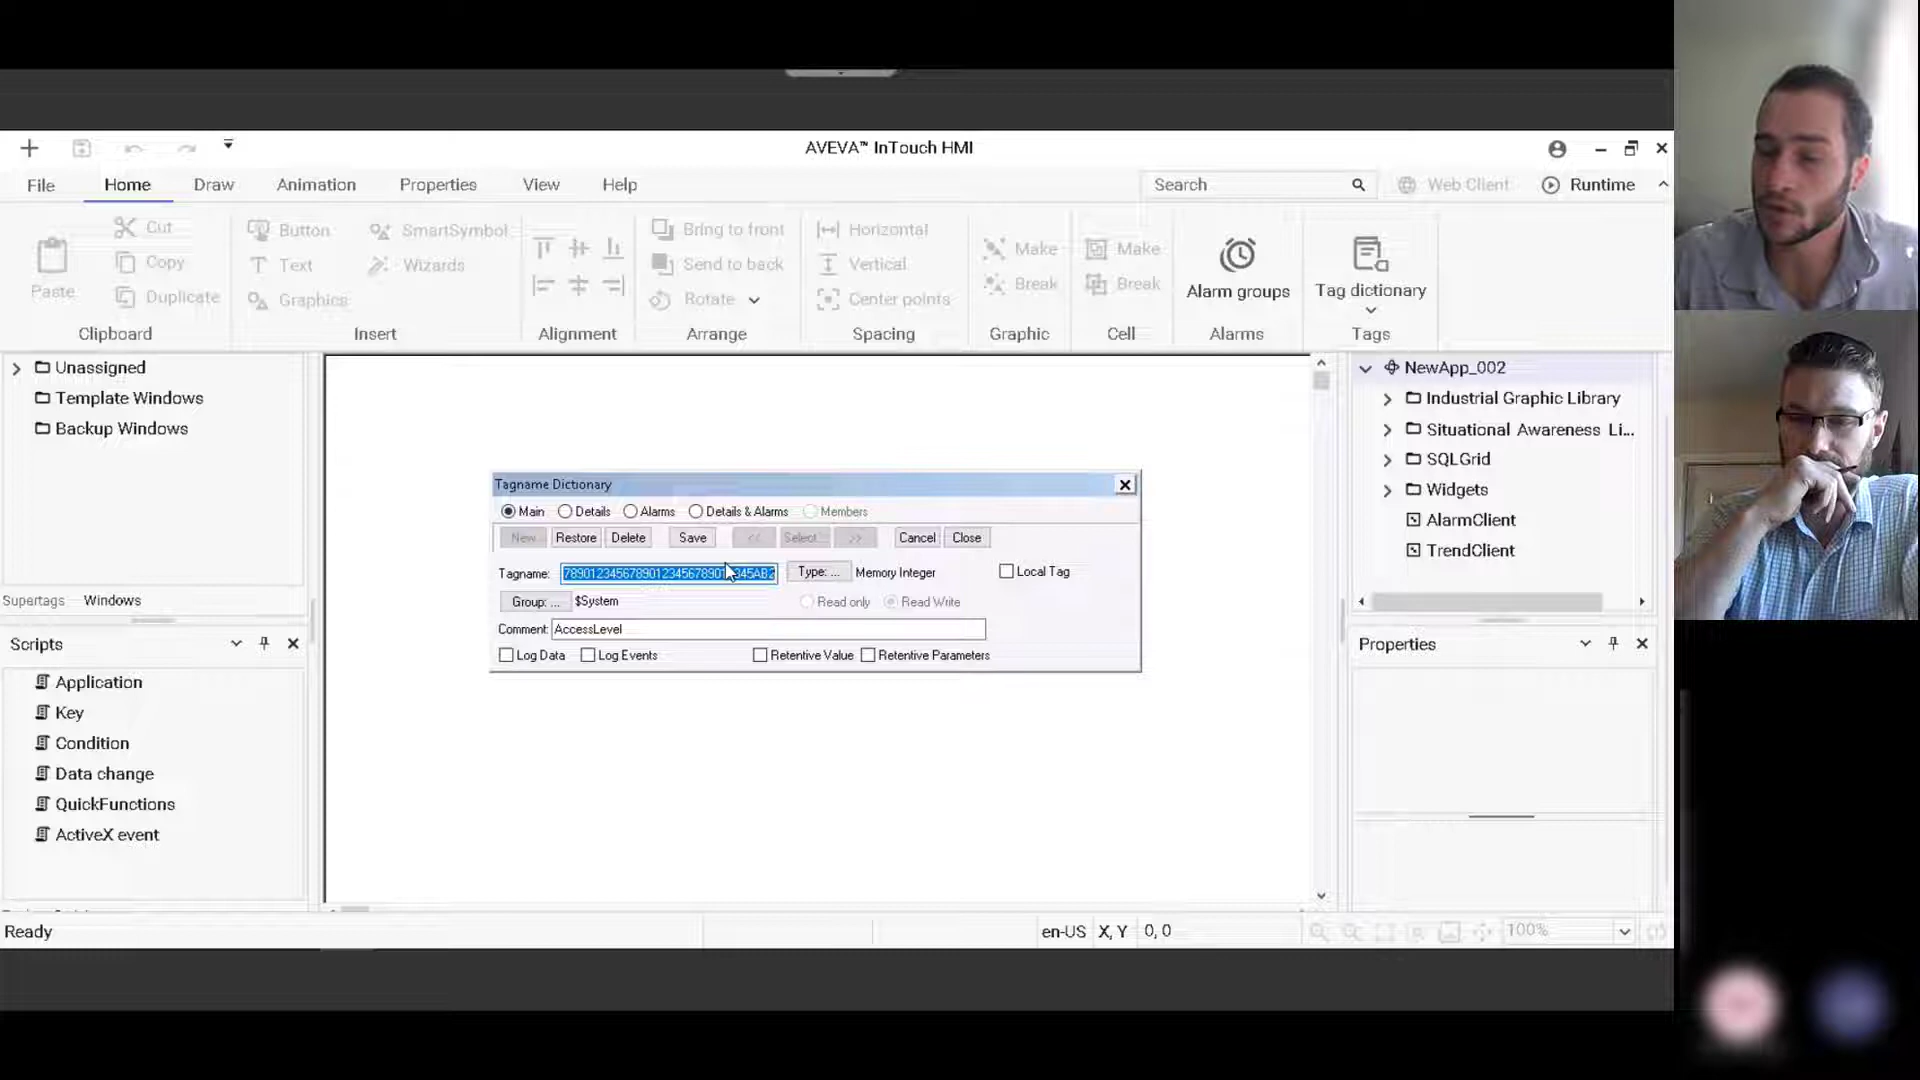 AVEVA™ InTouch HMI
File
Home
Draw
Animation
Properties
View
Help
Search
Web Client
Runtime
Paste
Cut
Copy
Duplicate
Clipboard
Button
Text
Graphics
SmartSymbol
Wizards
Insert
Alignment
Bring to front
Send to back
Rotate
Arrange
Horizontal
Vertical
Center points
Spacing
Make
Break
Graphic
Make
Break
Cell
Alarm groups
Alarms
Tag dictionary
Tags
Unassigned
Template Windows
Backup Windows
Supertags
Windows
Scripts
Application
Key
Condition
Data change
QuickFunctions
ActiveX event
Tagname Dictionary
Main
Details
Alarms
Details & Alarms
Members
New
Restore
Delete
Save
<<
Select...
>>
Cancel
Close
Tagname:
Type: ...
Memory Integer
Local Tag
Group: ...
$System
Read only
Read Write
Comment: AccessLevel
Log Data
Log Events
Retentive Value
Retentive Parameters
NewApp_002
Industrial Graphic Library
Situational Awareness Li...
SQLGrid
Widgets
AlarmClient
TrendClient
Properties
Ready
en-US
X, Y
0, 0
100%